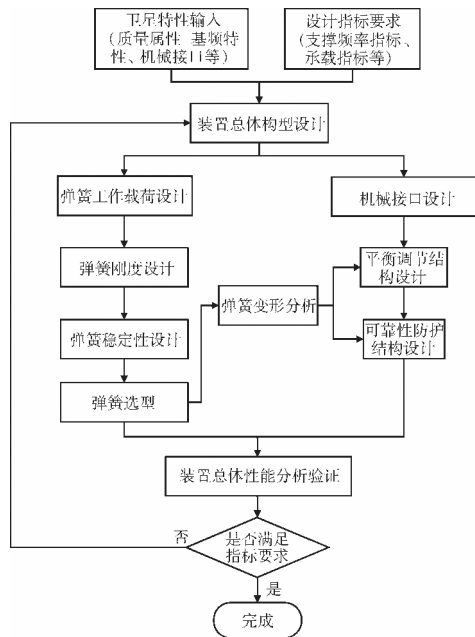 卫星特性输入
(质量属性 基频特
性、机械接口等)
设计指标要求
(支撑频率指标、
承载指标等)
装置总体构型设计
弹簧工作载荷设计
机械接口设计
弹簧刚度设计
平衡调节结
构设计
弹簧变形分析
弹簧稳定性设计
可靠性防护
结构设计
弹簧选型
装置总体性能分析验证
否
是否满足
指标要求
是
完成